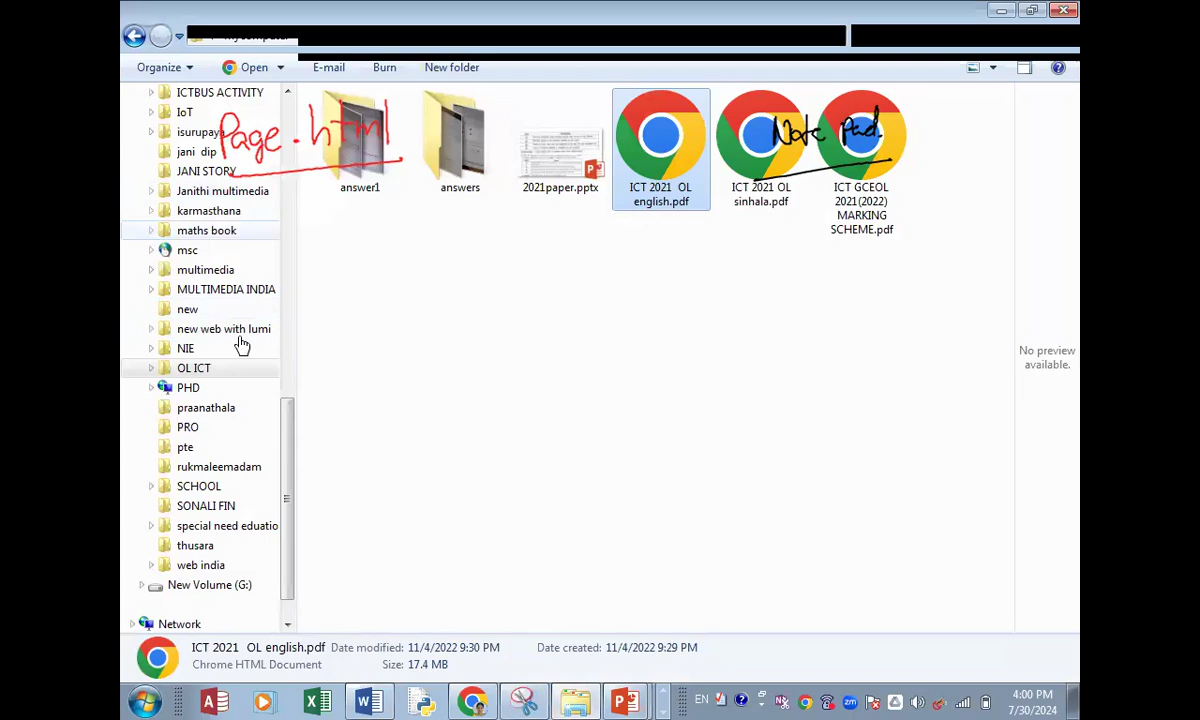 Organize
Open
E-mail
Burn
New folder
ICTBUS ACTIVITY
IoT
isurupaya
jani dip
JANI STORY
Janithi multimedia
karmasthana
maths book
msc
multimedia
MULTIMEDIA INDIA
new
new web with lumi
NIE
OL ICT
PHD
praanathala
PRO
pte
rukmaleemadam
SCHOOL
SONALI FIN
special need eduatio
thusara
web india
New Volume (G:)
Network
Page.html
Note Pad.
answer1
answers
2021paper.pptx
ICT 2021 OL
english.pdf
ICT 2021 OL
sinhala.pdf
ICT GCEOL
2021(2022)
MARKING
SCHEME.pdf
No preview
available.
ICT 2021 OL english.pdf Date modified: 11/4/2022 9:30 PM Date created: 11/4/2022 9:29 PM
Chrome HTML Document Size: 17.4 MB
EN
4:00 PM
7/30/2024